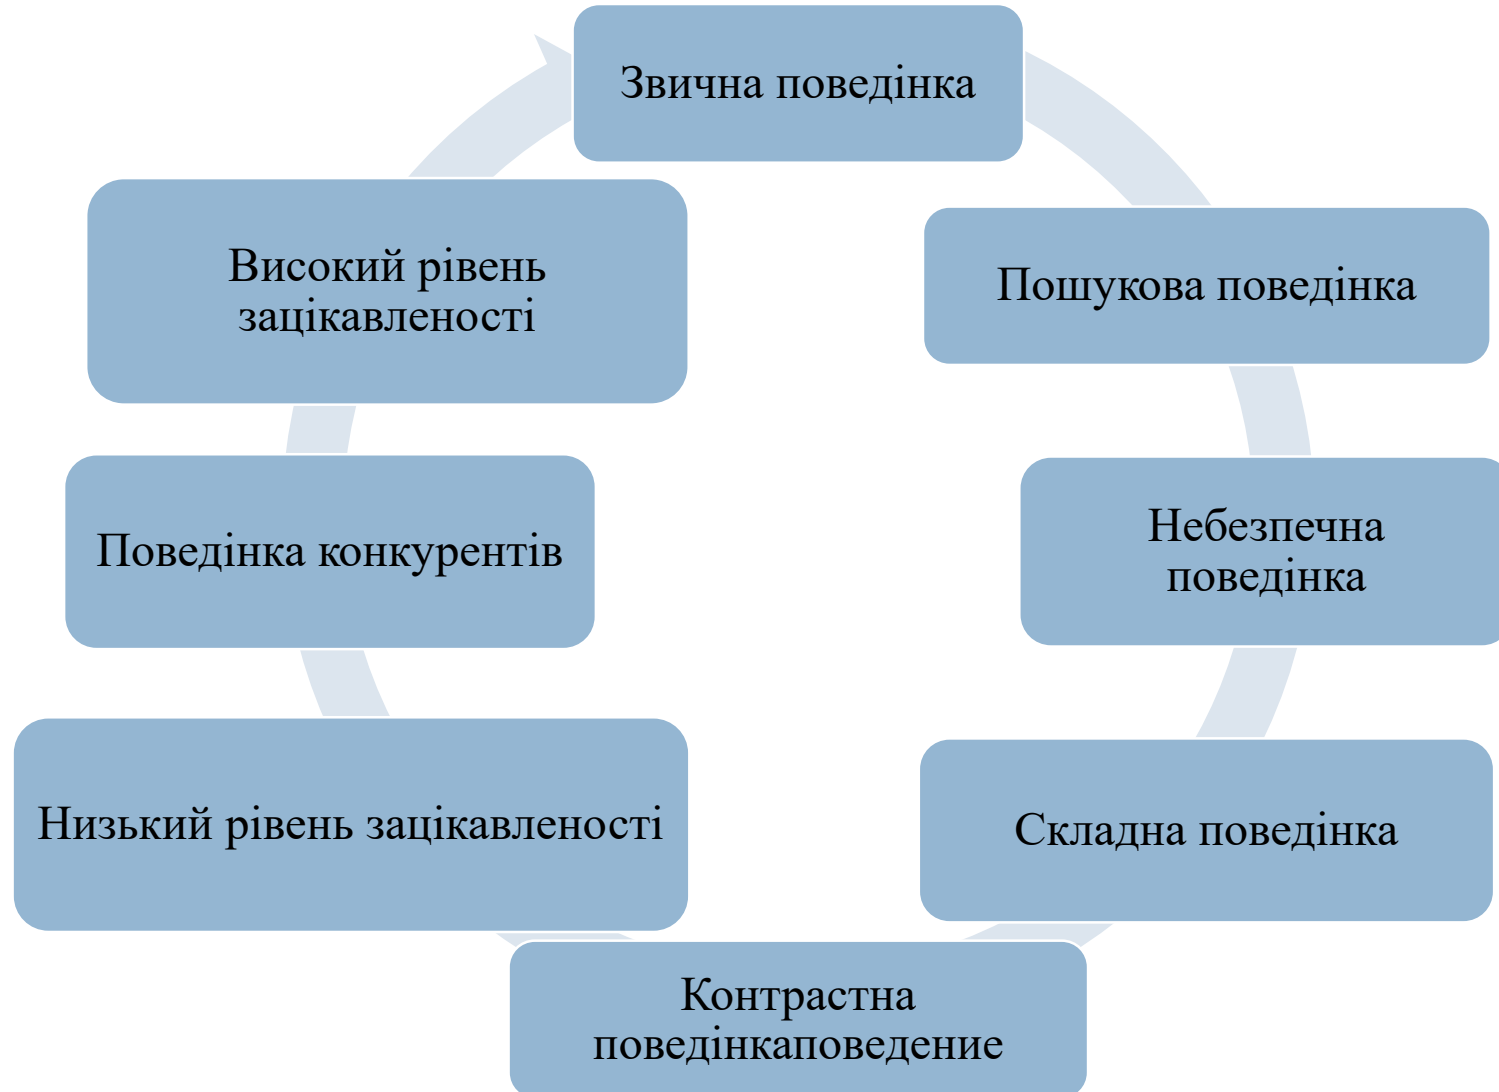 Звична поведінка
Пошукова поведінка
Небезпечна
поведінка
Складна поведінка
Контрастна
поведінкаповедение
Низький рівень зацікавленості
Поведінка конкурентів
Високий рівень
зацікавленості